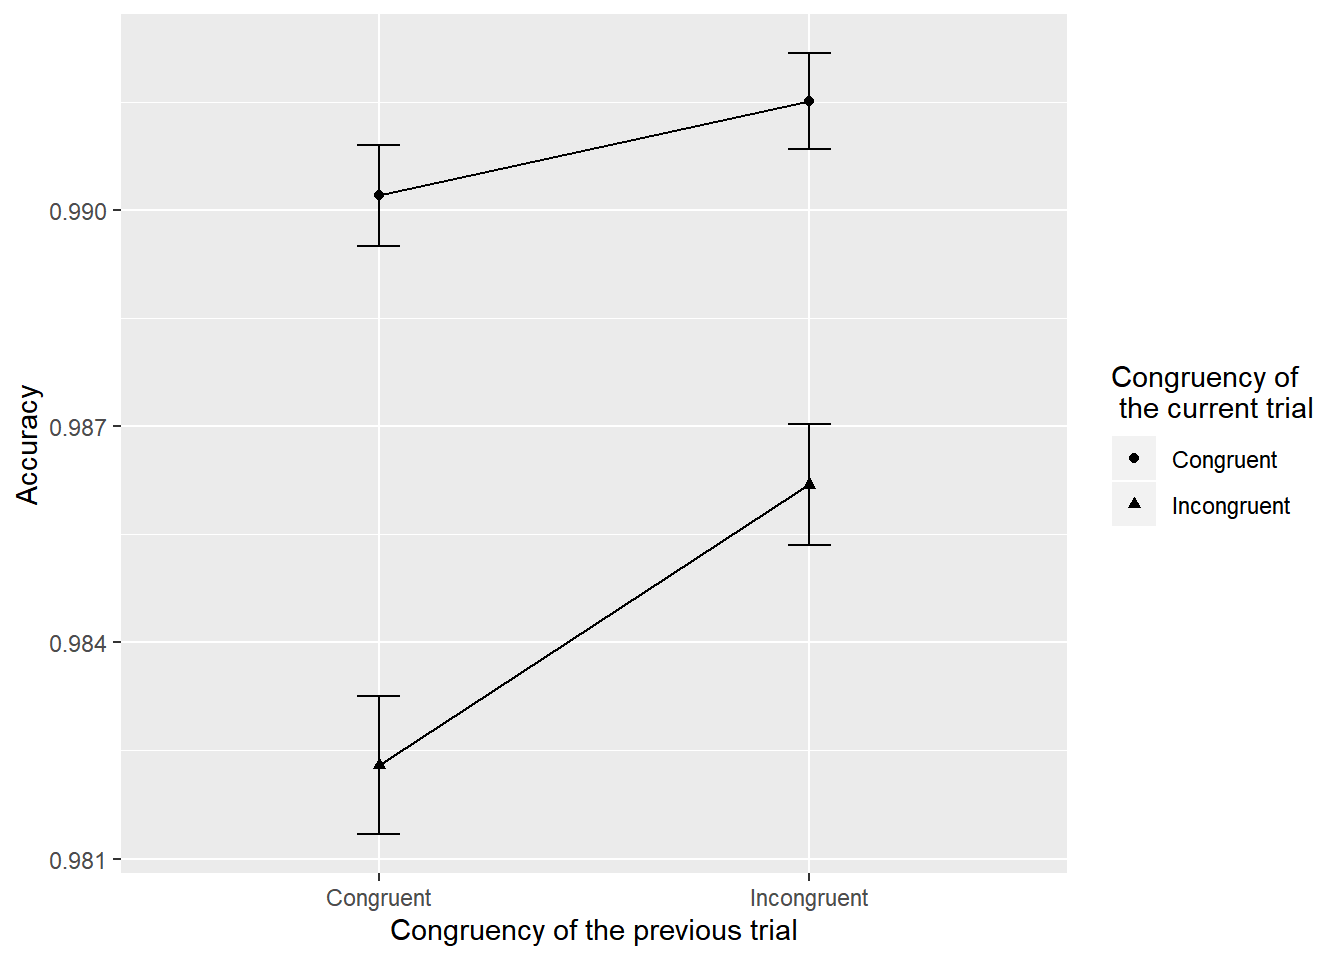 Accuracy
0.990
0.987
0.984
0.981
Congruent
Incongruent
Congruency of the previous trial
Congruency of
the current trial
Congruent
Incongruent